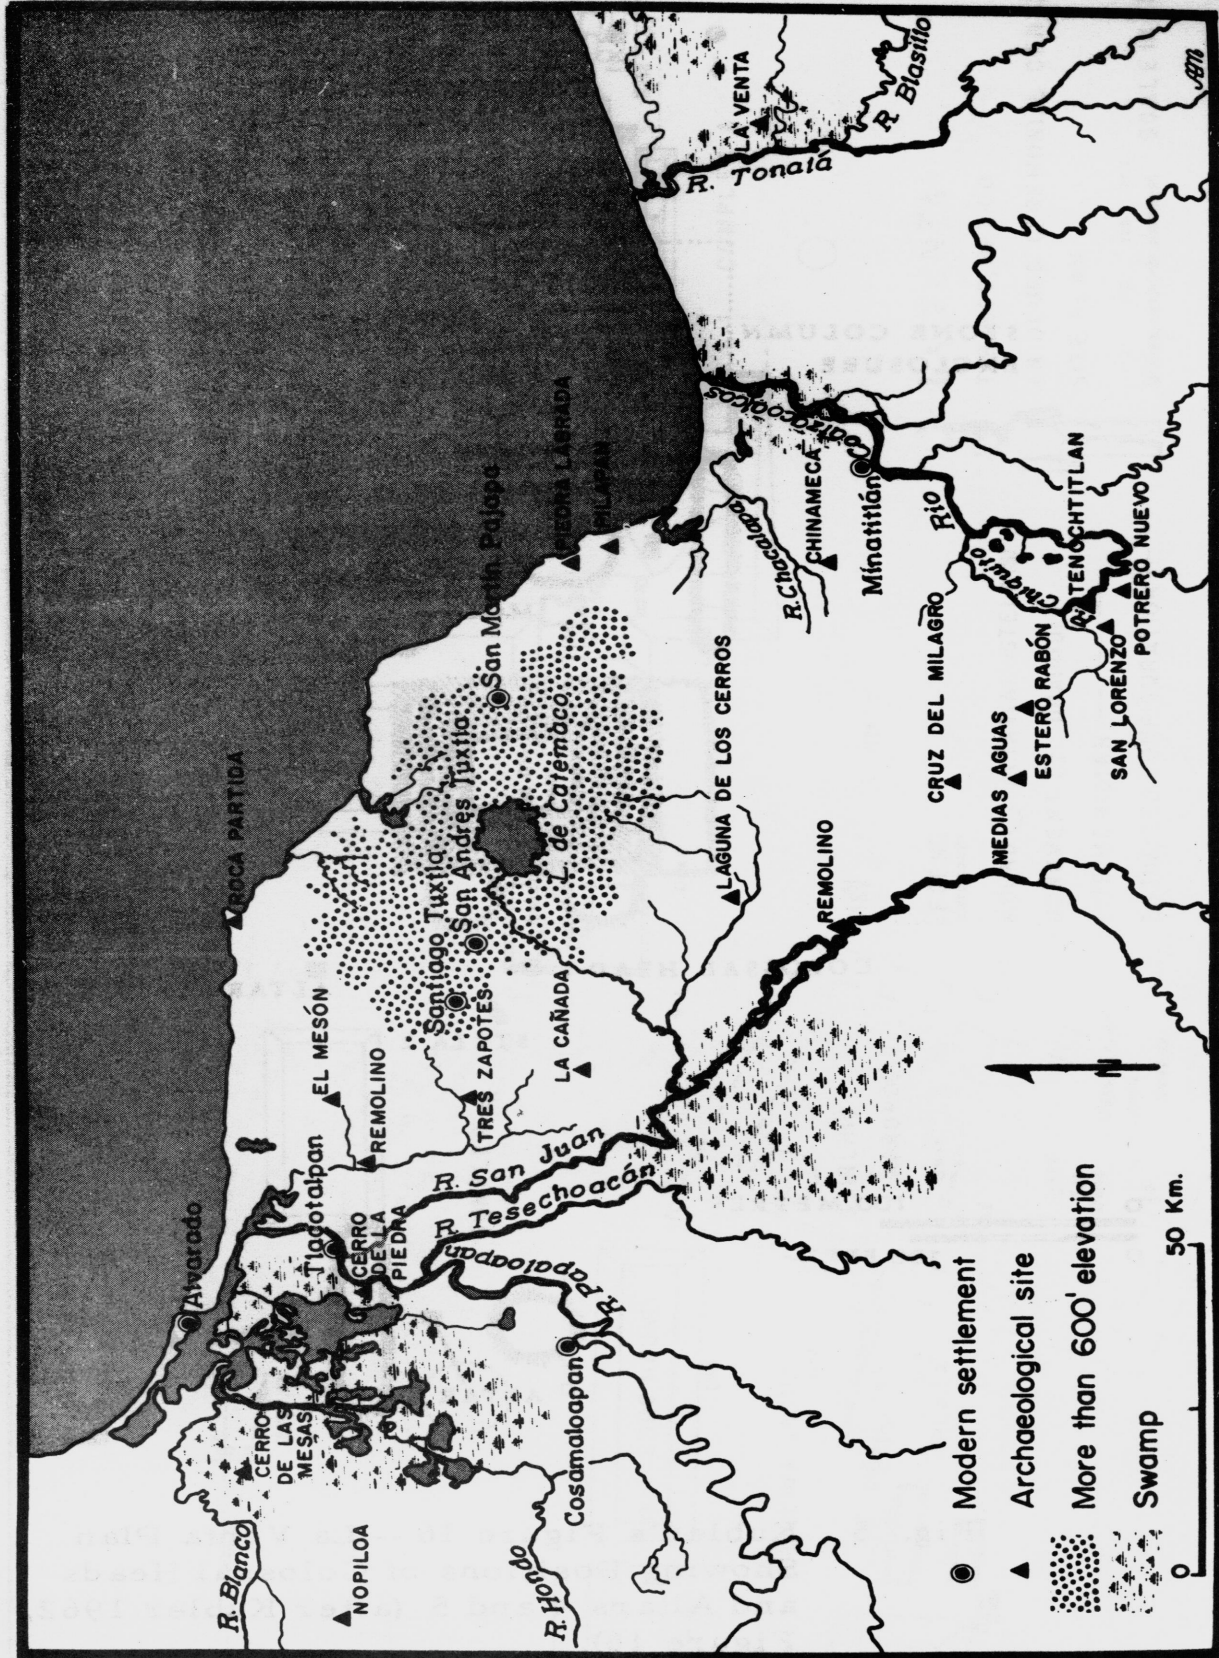 Alvarado
ROCA PARTIDA
R. Blanco
CERRO
DE LAS
MESAS
NOPILOA
Tlacotalpan
CERRO
DE LA
PIEDRA
EL MESÓN
REMOLINO
Santiago Tuxtla
San Andrés Tuxtla
San Martin Pajapa
TRES ZAPOTES
L. de Catemaco
PIEDRA LABRADA
PILAPAN
R. San Juan
R. Tesechoacán
R. Papaloapan
LA CAÑADA
Cosamaloapan
R. Hondo
LAGUNA DE LOS CERROS
REMOLINO
R. Chacalapa
CHINAMECA
Minatitlán
Rio
Coatzacoalcos
LA VENTA
R. Tonalá
R Blasillo
CRUZ DEL MILAGRO
MEDIAS AGUAS
ESTERO RABÓN
R. Chiquito
TENOCHTITLAN
SAN LORENZO
POTRERO NUEVO
N
Modern settlement
Archaeological site
More than 600' elevation
Swamp
0 50 Km.